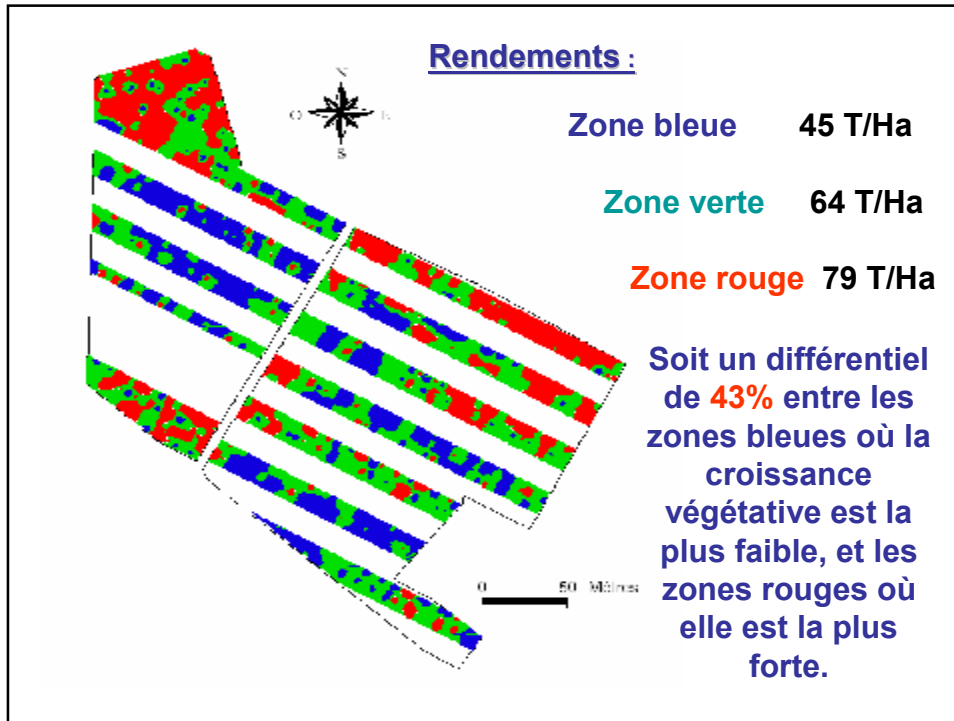 Rendements :
N
O E
S
Zone bleue 45 T/Ha
Zone verte 64 T/Ha
Zone rouge 79 T/Ha
Soit un différentiel
de 43% entre les
zones bleues où la
croissance
végétative est la
plus faible, et les
zones rouges où
elle est la plus
forte.
0 50 Mètres